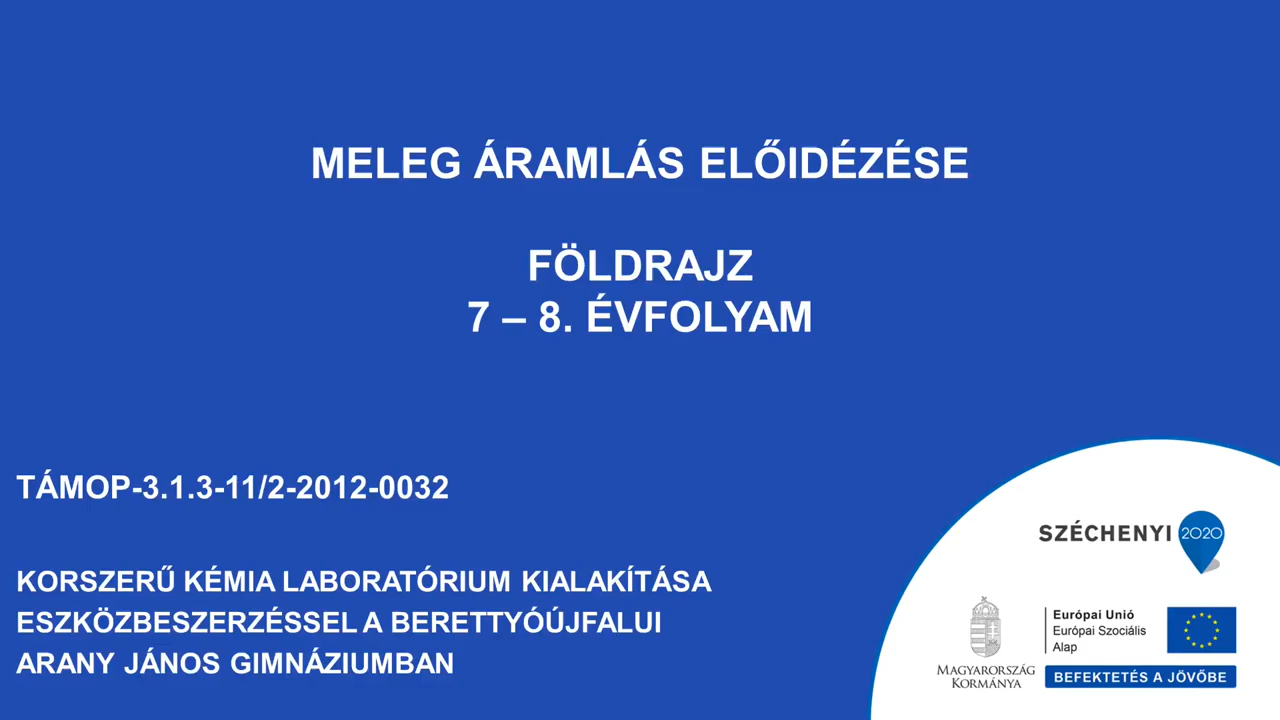 MELEG ÁRAMLÁS ELŐIDÉZÉSE
FÖLDRAJZ
7 – 8. ÉVFOLYAM
TÁMOP-3.1.3-11/2-2012-0032
KORSZERŰ KÉMIA LABORATÓRIUM KIALAKÍTÁSA
ESZKÖZBESZERZÉSSEL A BERETTYÓÚJFALUI
ARANY JÁNOS GIMNÁZIUMBAN
SZÉCHENYI 2020
MAGYARORSZÁG
KORMÁNYA
Európai Unió
Európai Szociális
Alap
BEFEKTETÉS A JÖVŐBE